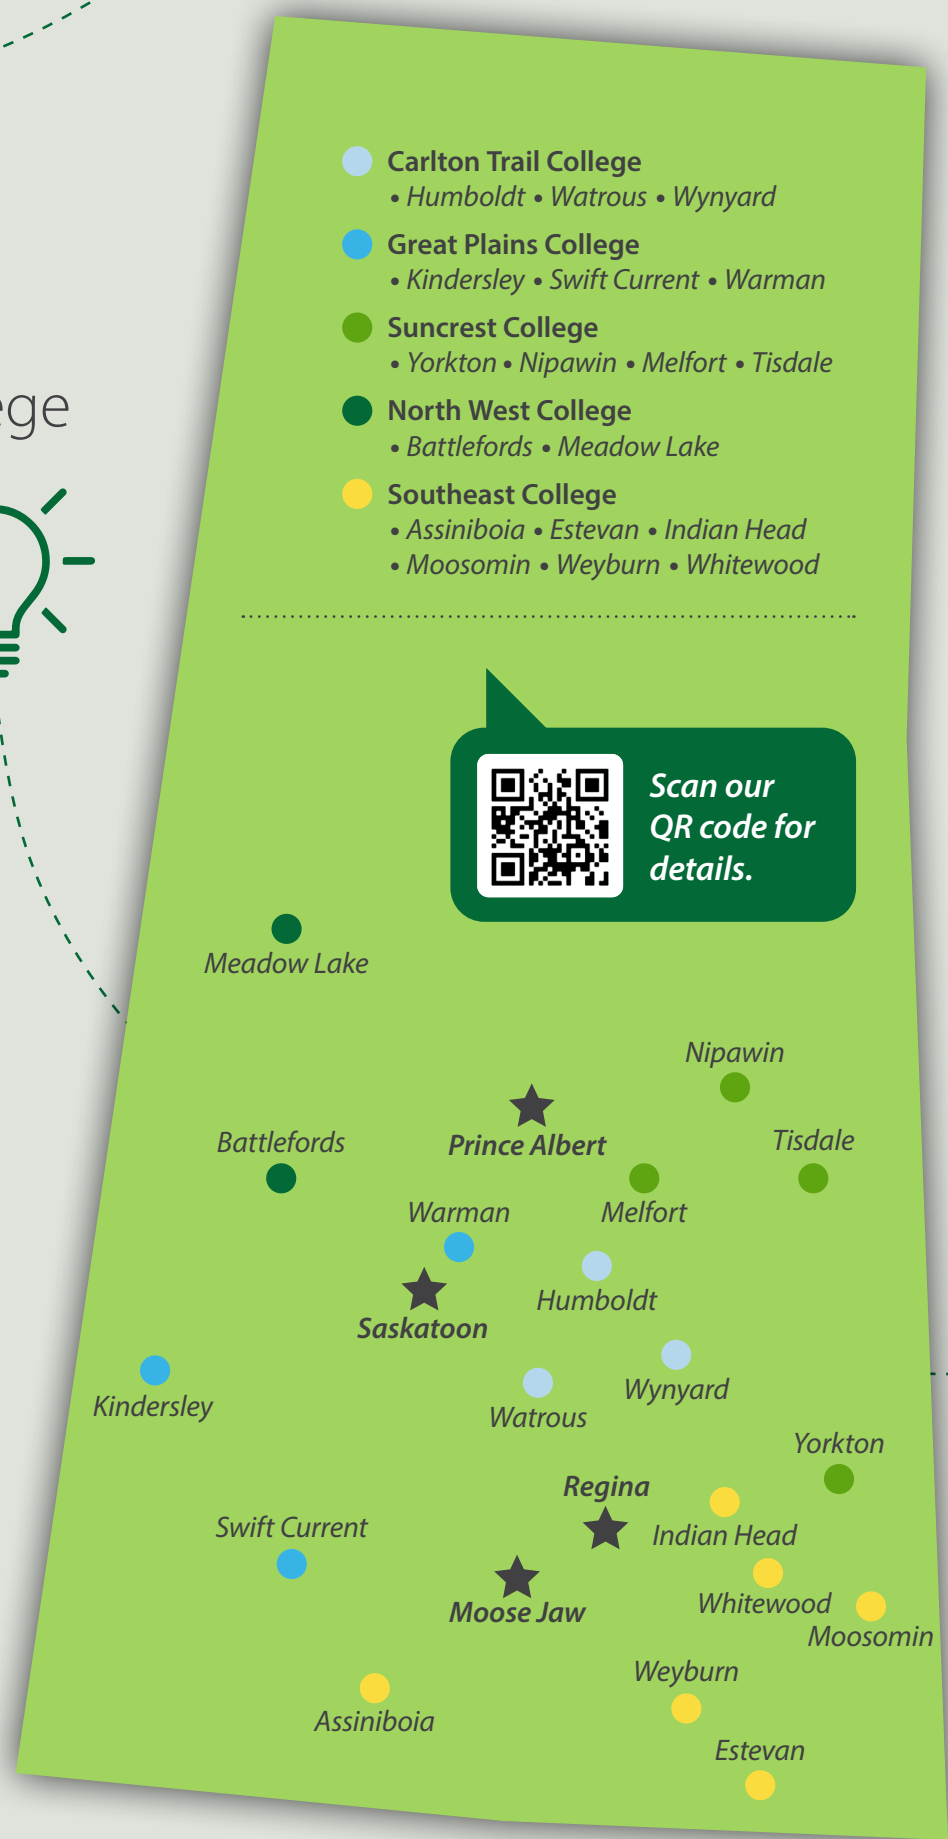 Carlton Trail College
• Humboldt • Watrous • Wynyard
Great Plains College
• Kindersley • Swift Current • Warman
Suncrest College
• Yorkton • Nipawin • Melfort • Tisdale
ege
North West College
• Battlefords • Meadow Lake
Southeast College
• Assiniboia • Estevan • Indian Head
• Moosomin • Weyburn • Whitewood
Scan our
QR code for
details.
Meadow Lake
Nipawin
Prince Albert
Battlefords
Tisdale
Warman
Melfort
Humboldt
Saskatoon
Wynyard
Kindersley
Watrous
Yorkton
Regina
Swift Current
Indian Head
Whitewood
Moose Jaw
Moosomin
Weyburn
Assiniboia
Estevan